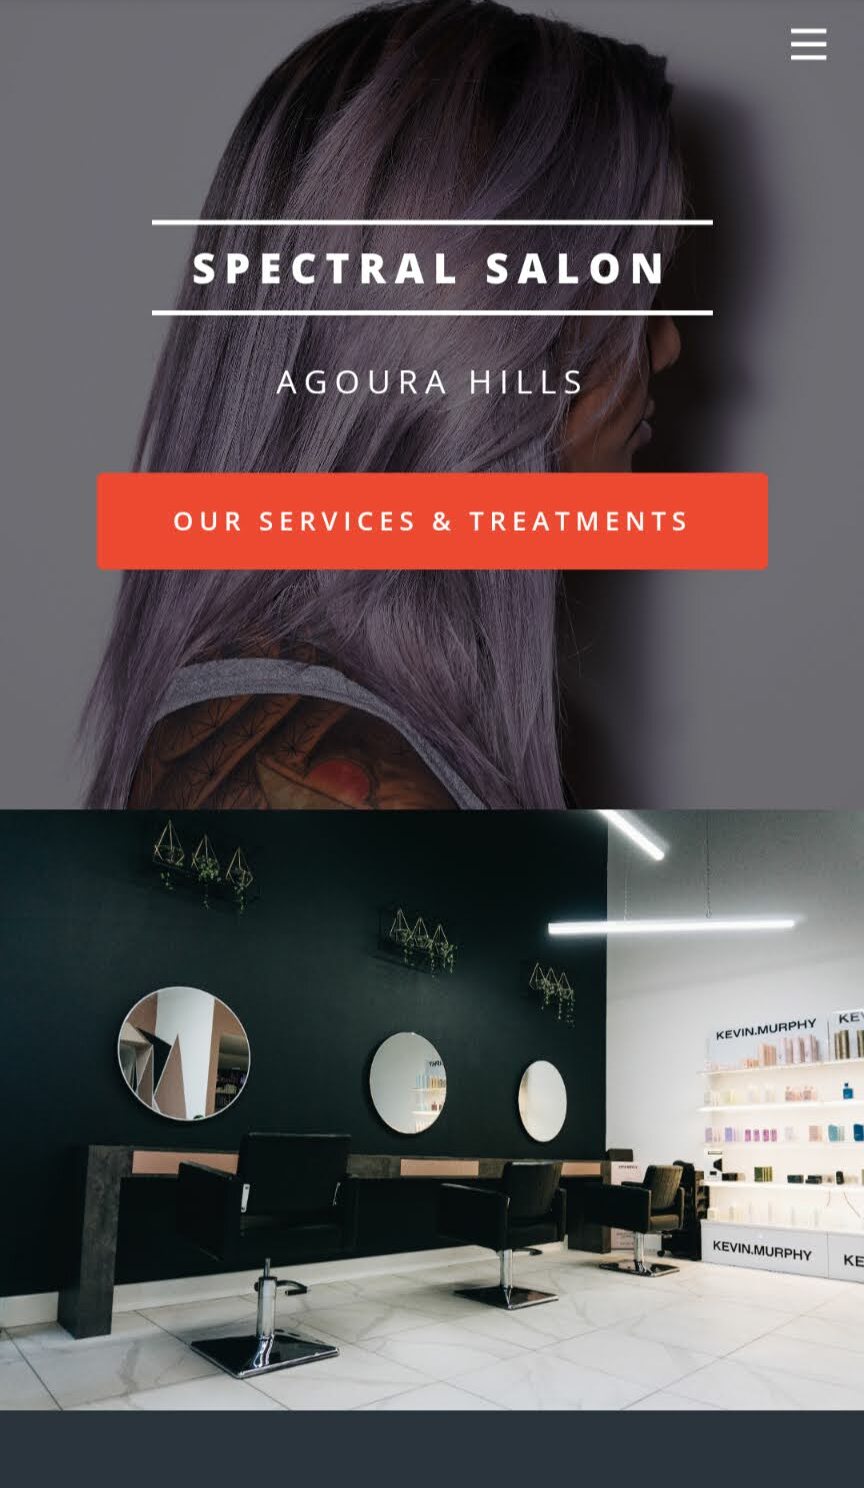 SPECTRAL SALON
AGOURA HILLS
OUR SERVICES & TREATMENTS
KEVIN.MURPHY
KEVIN.MURPHY